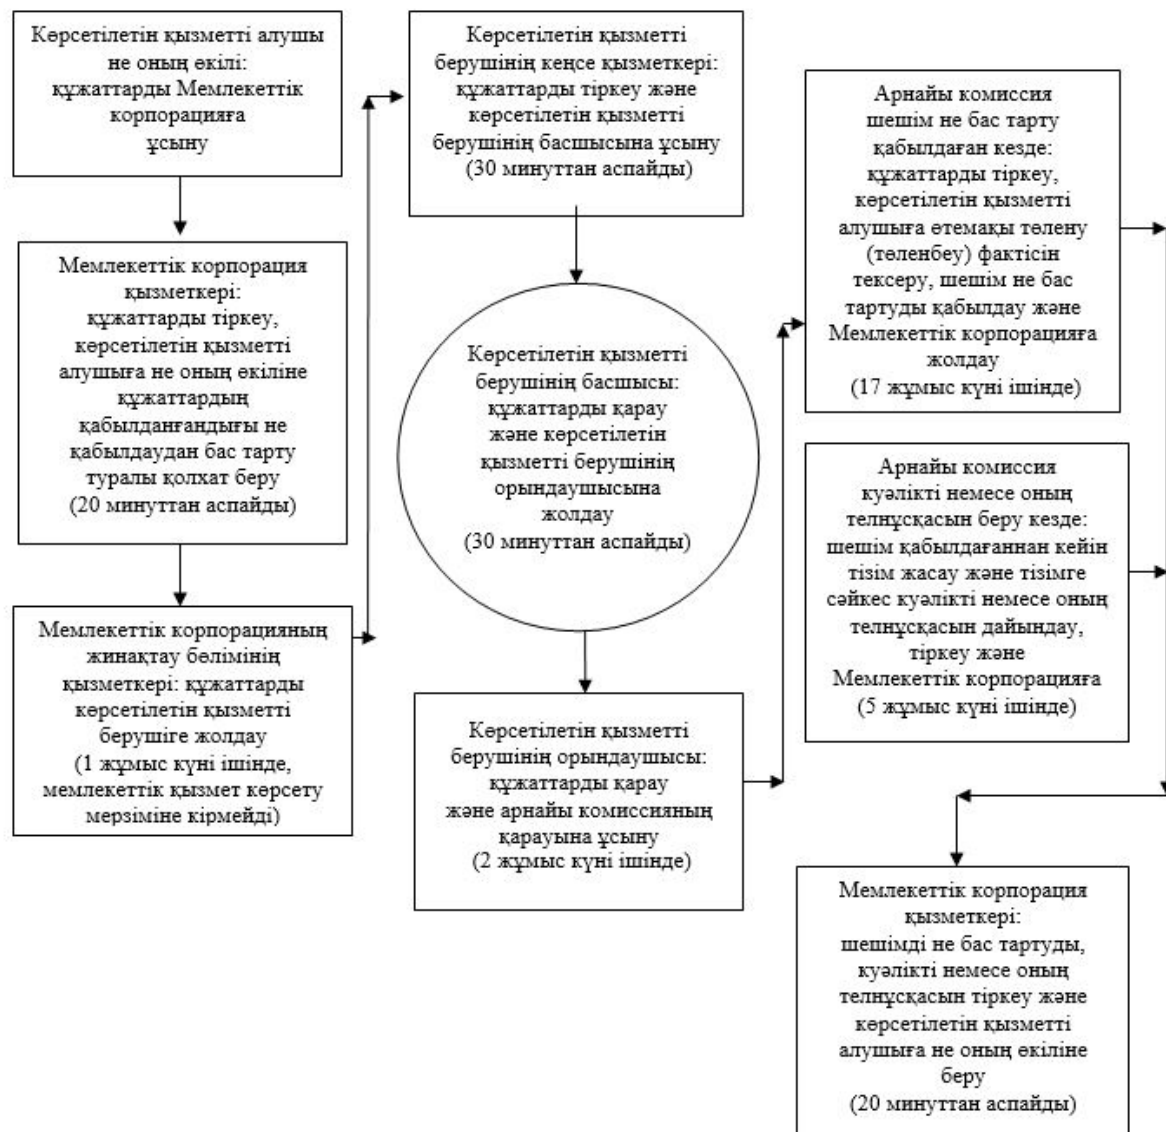 Көрсетілетін қызметті алушы
не оның өкілі:
құжаттарды Мемлекеттік
корпорацияға
ұсыну
Мемлекеттік корпорация
қызметкері:
құжаттарды тіркеу,
көрсетілетін қызметті
алушыға не оның өкіліне
құжаттардың
қабылданғандығы не
қабылдаудан бас тарту
туралы қолхат беру
(20 минуттан аспайды)
Мемлекеттік корпорацияның
жинақтау бөлімінің
қызметкері: құжаттарды
көрсетілетін қызметті
берушіге жолдау
(1 жұмыс күні ішінде,
мемлекеттік қызмет көрсету
мерзіміне кірмейді)
Көрсетілетін қызметті
берушінің кеңсе қызметкері:
құжаттарды тіркеу және
көрсетілетін қызметті
берушінің басшысына ұсыну
(30 минуттан аспайды)
Көрсетілетін қызметті
берушінің басшысы:
құжаттарды қарау
және көрсетілетін
қызметті берушінің
орындаушысына
жолдау
(30 минуттан аспайды)
Көрсетілетін қызметті
берушінің орындаушысы:
құжаттарды қарау
және арнайы комиссияның
қарауына ұсыну
(2 жұмыс күні ішінде)
Арнайы комиссия
шешім не бас тарту
қабылдаған кезде:
құжаттарды тіркеу,
көрсетілетін қызметті
алушыға өтемақы төлену
(төленбеу) фактісін
тексеру, шешім не бас
тартуды қабылдау және
Мемлекеттік корпорацияға
жолдау
(17 жұмыс күні ішінде)
Арнайы комиссия
куәлікті немесе оның
телнұсқасын беру кезде:
шешім қабылдағаннан кейін
тізім жасау және тізімге
сәйкес куәлікті немесе оның
телнұсқасын дайындау,
тіркеу және
Мемлекеттік корпорацияға
(5 жұмыс күні ішінде)
Мемлекеттік корпорация
қызметкері:
шешімді не бас тартуды,
куәлікті немесе оның
телнұсқасын тіркеу және
көрсетілетін қызметті
алушыға не оның өкіліне
беру
(20 минуттан аспайды)